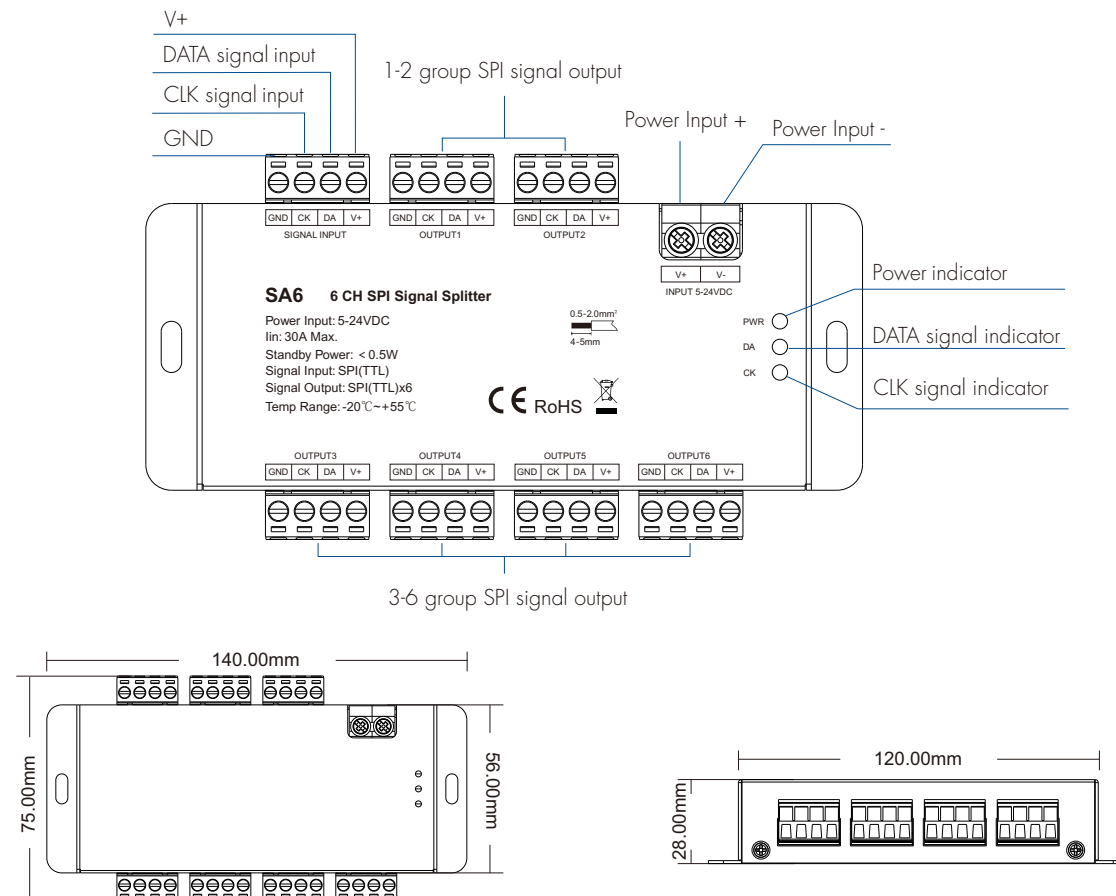 V+
DATA signal input
CLK signal input
GND
1-2 group SPI signal output
Power Input +
Power Input -
GND CK DA V+
SIGNAL INPUT
GND CK DA V+
OUTPUT1
GND CK DA V+
OUTPUT2
V+ V-
INPUT 5-24VDC
SA6 6 CH SPI Signal Splitter
Power Input: 5-24VDC
Iin: 30A Max.
Standby Power: < 0.5W
Signal Input: SPI(TTL)
Signal Output: SPI(TTL)x6
Temp Range: -20℃~+55℃
0.5-2.0mm²
4-5mm
CE RoHS
PWR
DA
CK
Power indicator
DATA signal indicator
CLK signal indicator
OUTPUT3
GND CK DA V+
OUTPUT4
GND CK DA V+
OUTPUT5
GND CK DA V+
OUTPUT6
GND CK DA V+
3-6 group SPI signal output
140.00mm
75.00mm
56.00mm
120.00mm
28.00mm